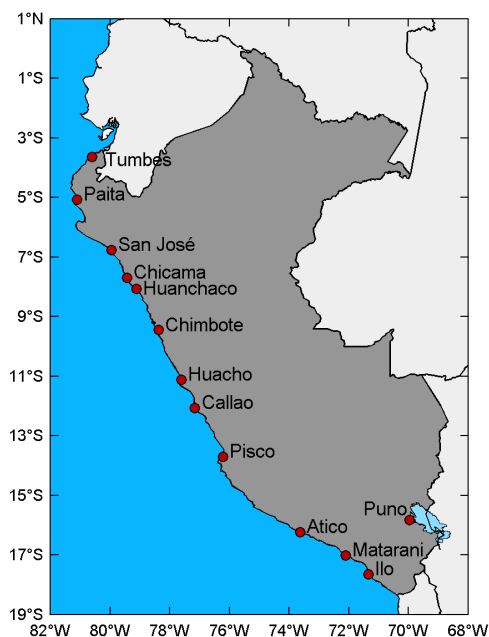 1°N
1°S
3°S
Tumbes
Paita
5°S
San José
7°S
Chicama
Huanchaco
9°S
Chimbote
Huacho
11°S
Callao
13°S
Pisco
15°S
Puno
Atico
17°S
Matarani
Ilo
19°S
82°W 80°W 78°W 76°W 74°W 72°W 70°W 68°W